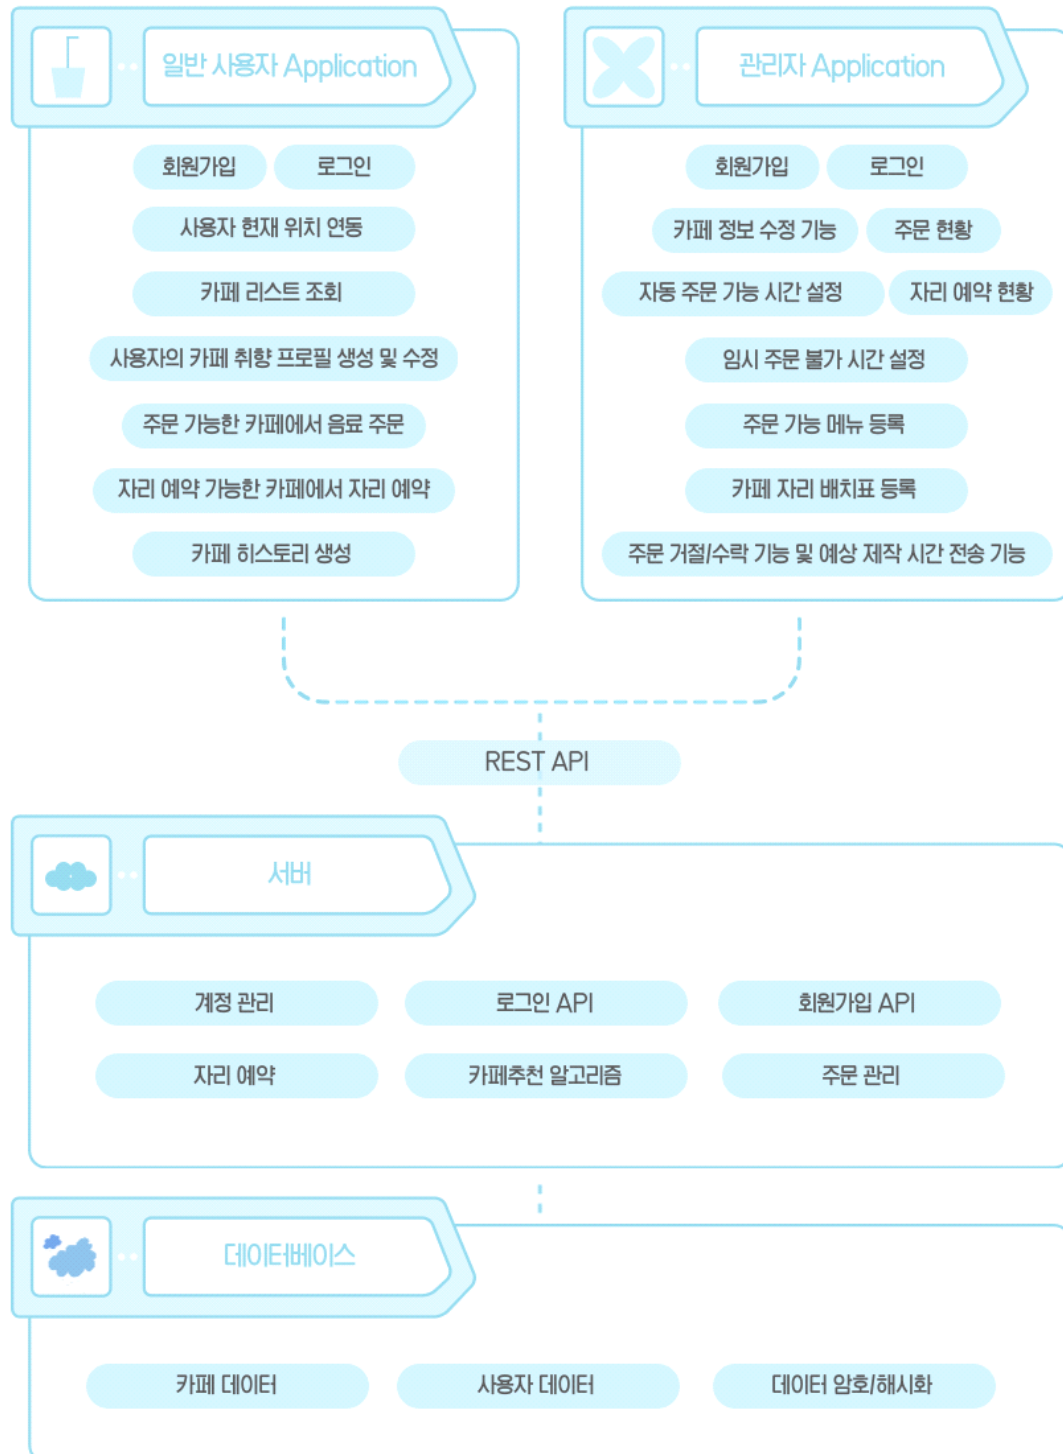 일반 사용자 Application
회원가입
로그인
사용자 현재 위치 연동
카페 리스트 조회
사용자의 카페 취향 프로필 생성 및 수정
주문 가능한 카페에서 음료 주문
자리 예약 가능한 카페에서 자리 예약
카페 히스토리 생성
관리자 Application
회원가입
로그인
카페 정보 수정 기능
주문 현황
자동 주문 가능 시간 설정
자리 예약 현황
임시 주문 불가 시간 설정
주문 가능 메뉴 등록
카페 자리 배치표 등록
주문 거절/수락 기능 및 예상 제작 시간 전송 기능
REST API
서버
계정 관리
로그인 API
회원가입 API
자리 예약
카페추천 알고리즘
주문 관리
데이터베이스
카페 데이터
사용자 데이터
데이터 암호/해시화